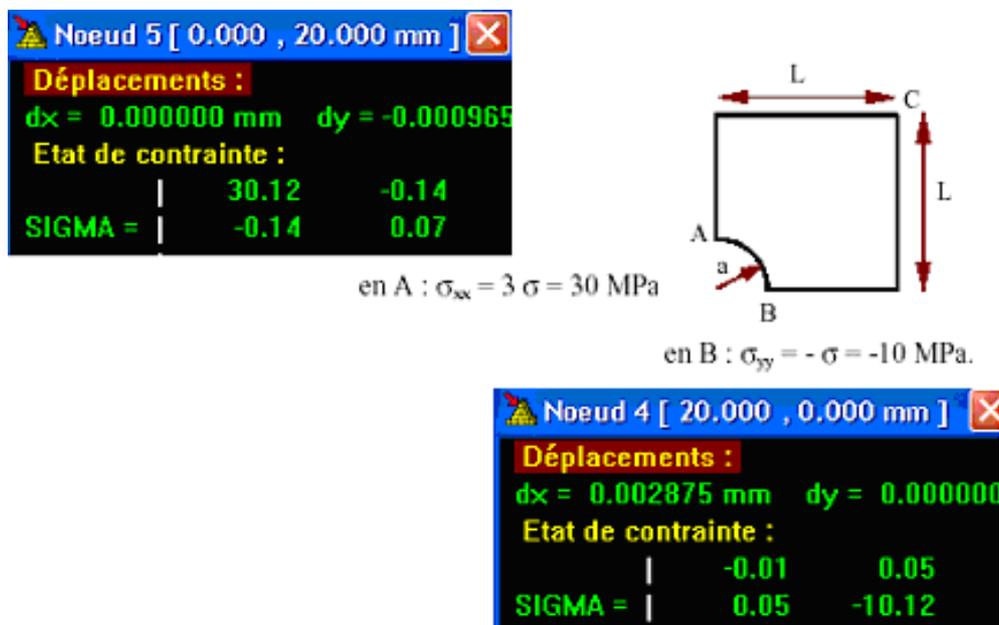 Noeud 5 [ 0.000 , 20.000 mm ]
Déplacements :
dx = 0.000000 mm dy = -0.000965
Etat de contrainte :
| 30.12 -0.14
SIGMA = | -0.14 0.07
L
C
L
A
a
B
en A : σxx = 3 σ = 30 MPa
en B : σyy = - σ = -10 MPa.
Noeud 4 [ 20.000 , 0.000 mm ]
Déplacements :
dx = 0.002875 mm dy = 0.000000
Etat de contrainte :
| -0.01 0.05
SIGMA = | 0.05 -10.12